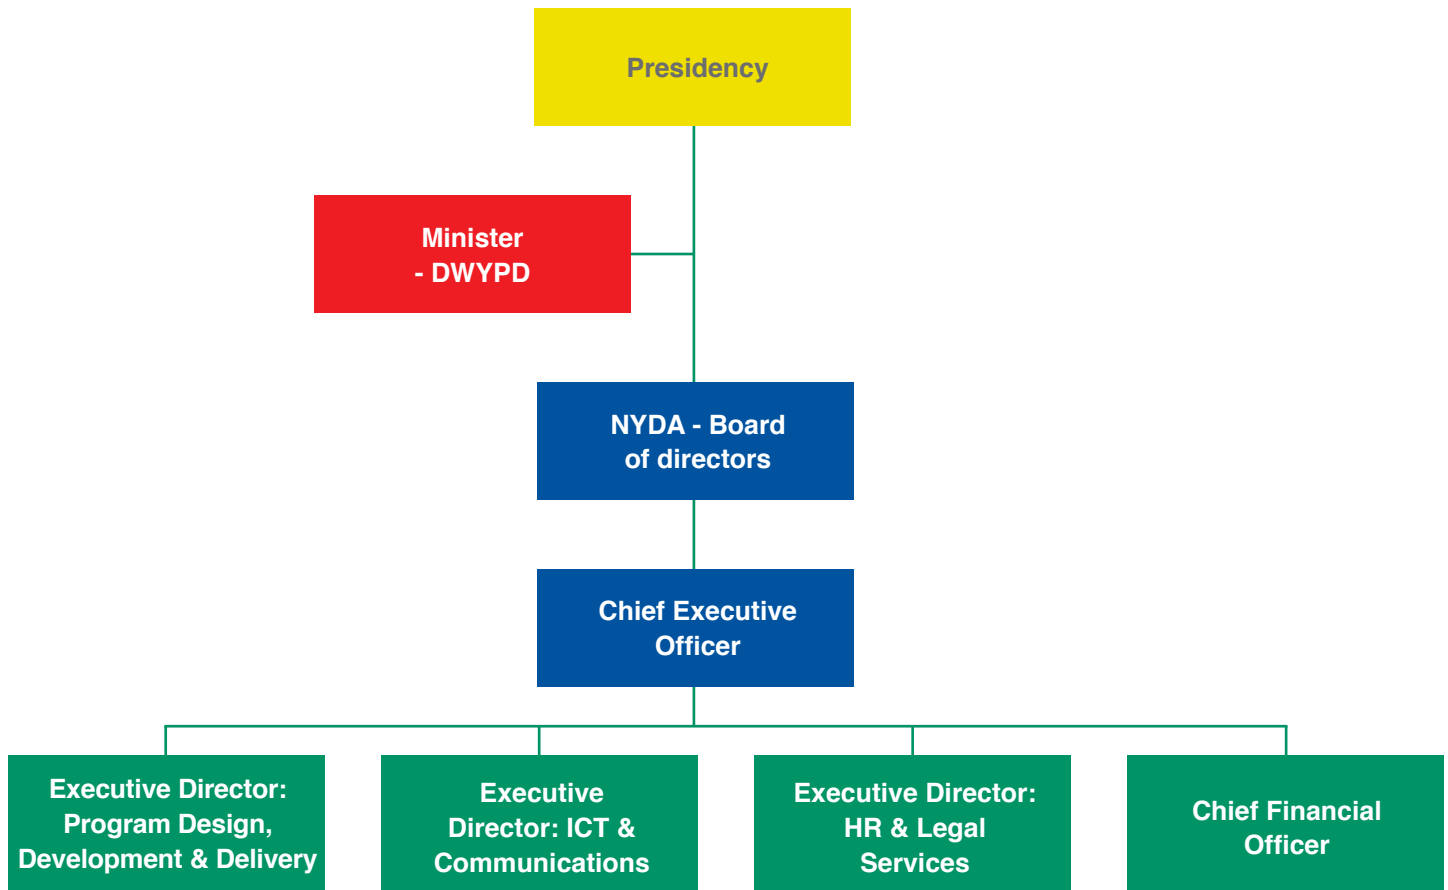 Presidency
Minister
- DWYPD
NYDA - Board
of directors
Chief Executive
Officer
Executive Director:
Program Design,
Development & Delivery
Executive
Director: ICT &
Communications
Executive Director:
HR & Legal
Services
Chief Financial
Officer